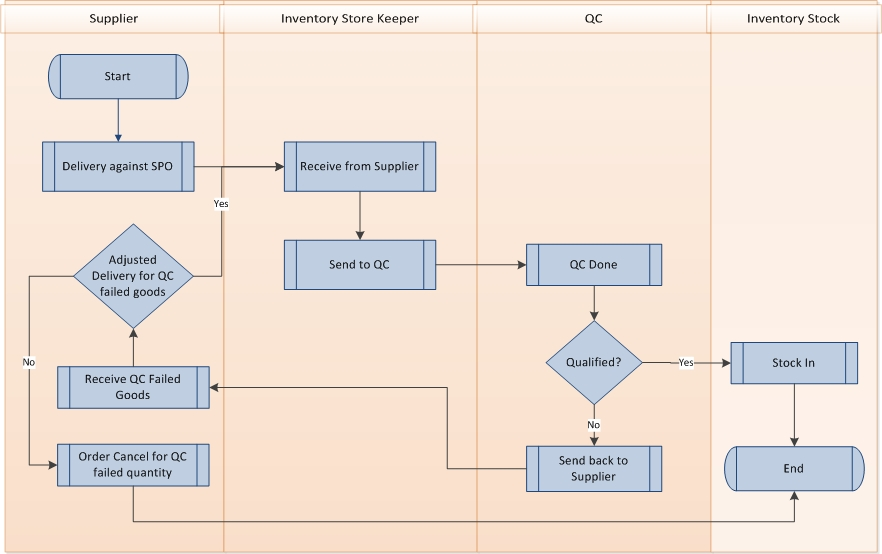 Supplier
Inventory Store Keeper
QC
Inventory Stock
Start
Delivery against SPO
Receive from Supplier
Yes
Adjusted
Delivery for QC
failed goods
Send to QC
QC Done
No
Qualified?
Yes
Stock In
Receive QC Failed
Goods
No
Order Cancel for QC
failed quantity
Send back to
Supplier
End